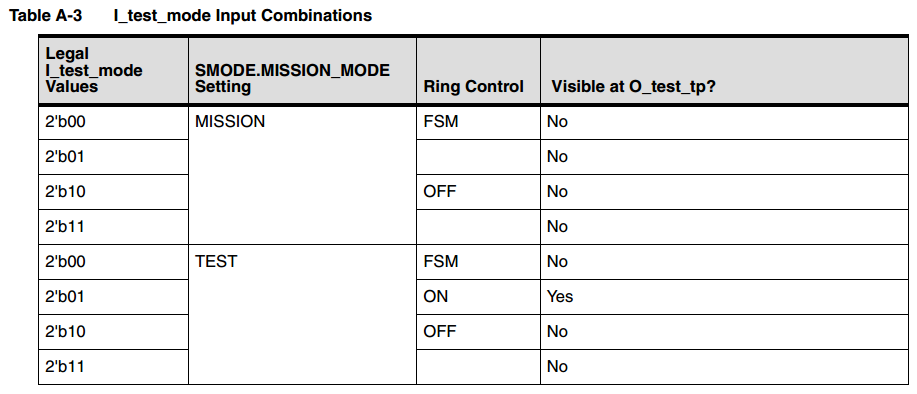 Table A-3 I_test_mode Input Combinations
Legal I_test_mode Values SMODE.MISSION_MODE Setting Ring Control Visible at O_test_tp?
2'b00 MISSION FSM No
2'b01 No
2'b10 OFF No
2'b11 No
2'b00 TEST FSM No
2'b01 ON Yes
2'b10 OFF No
2'b11 No